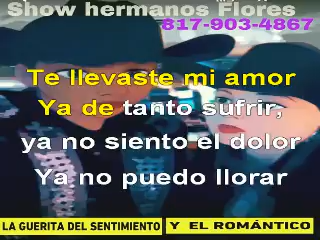 Show hermanos Flores
817-903-4867
Te llevaste mi amor
Ya de tanto sufrir,
ya no siento el dolor
Ya no puedo llorar
LA GUERITA DEL SENTIMIENTO Y EL ROMÁNTICO